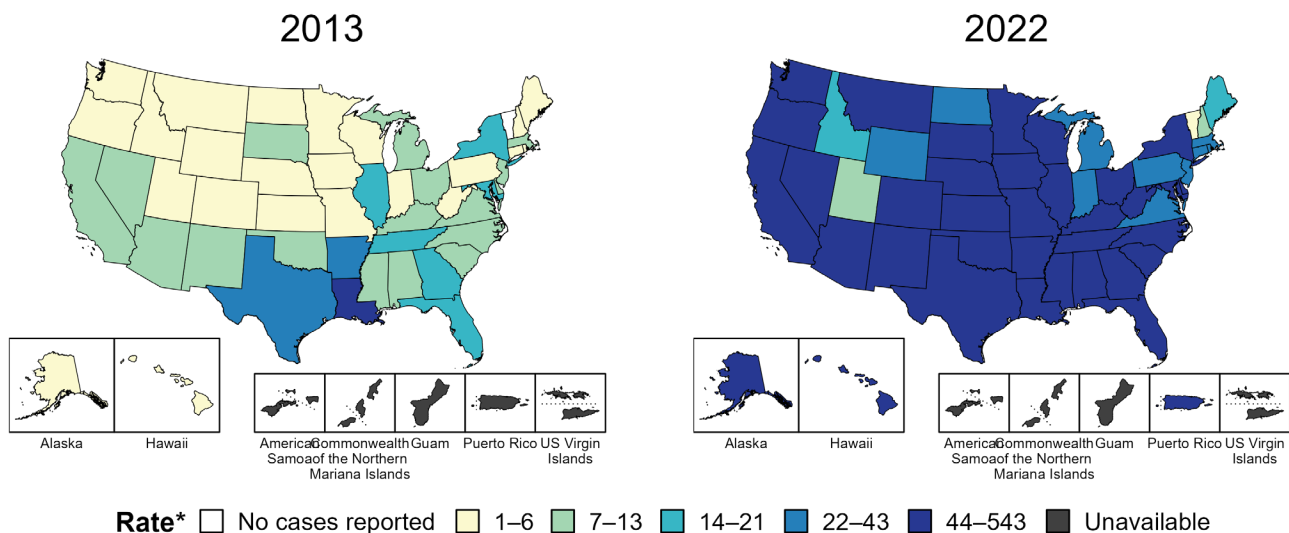 2013
2022
Alaska
Hawaii
American
Samoa
Commonwealth
of the Northern
Mariana Islands
Guam
Puerto Rico
US Virgin
Islands
Alaska
Hawaii
American
Samoa
Commonwealth
of the Northern
Mariana Islands
Guam
Puerto Rico
US Virgin
Islands
Rate* No cases reported 1–6 7–13 14–21 22–43 44–543 Unavailable